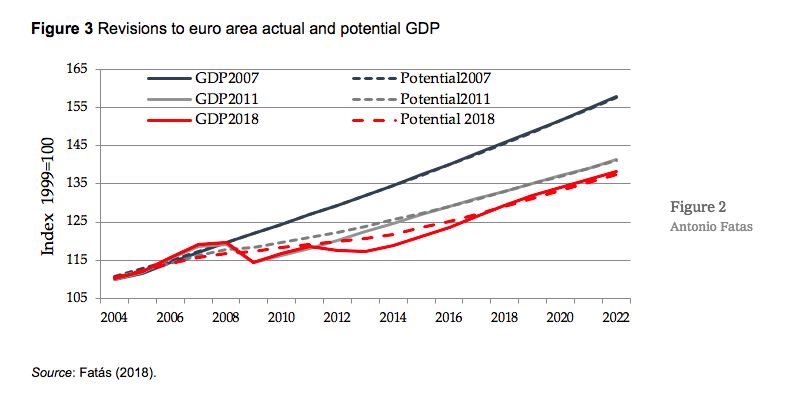 Figure 3 Revisions to euro area actual and potential GDP
165
155
145
135
125
115
105
Index 1999=100
GDP2007
Potential2007
GDP2011
Potential2011
GDP2018
Potential 2018
2004 2006 2008 2010 2012 2014 2016 2018 2020 2022
Figure 2
Antonio Fatas
Source: Fatás (2018).